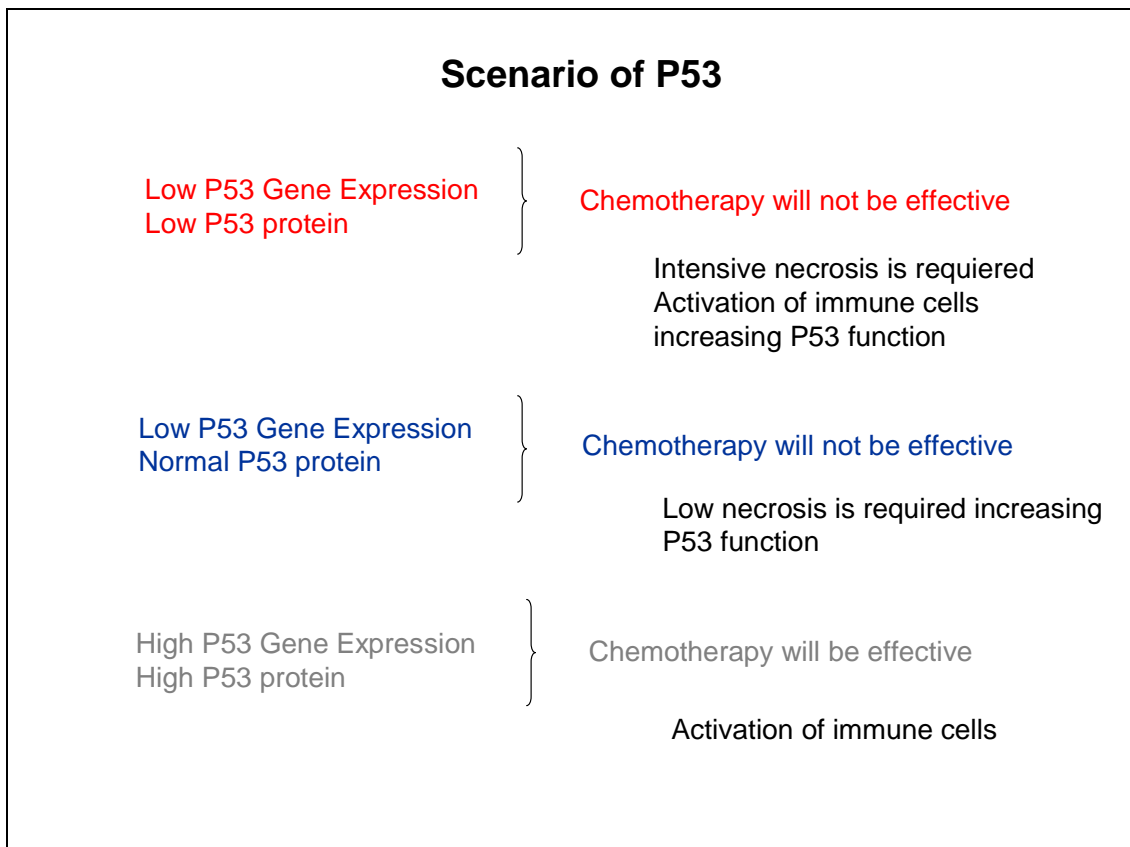 Scenario of P53
Low P53 Gene Expression
Low P53 protein
Chemotherapy will not be effective
Intensive necrosis is requiered
Activation of immune cells
increasing P53 function
Low P53 Gene Expression
Normal P53 protein
Chemotherapy will not be effective
Low necrosis is required increasing
P53 function
High P53 Gene Expression
High P53 protein
Chemotherapy will be effective
Activation of immune cells